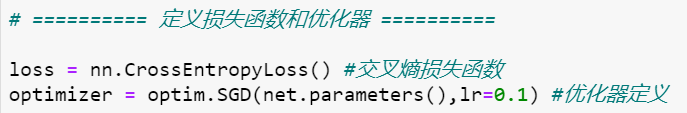 # ========== 定义损失函数和优化器 ==========
loss = nn.CrossEntropyLoss() #交叉熵损失函数
optimizer = optim.SGD(net.parameters(),lr=0.1) #优化器定义